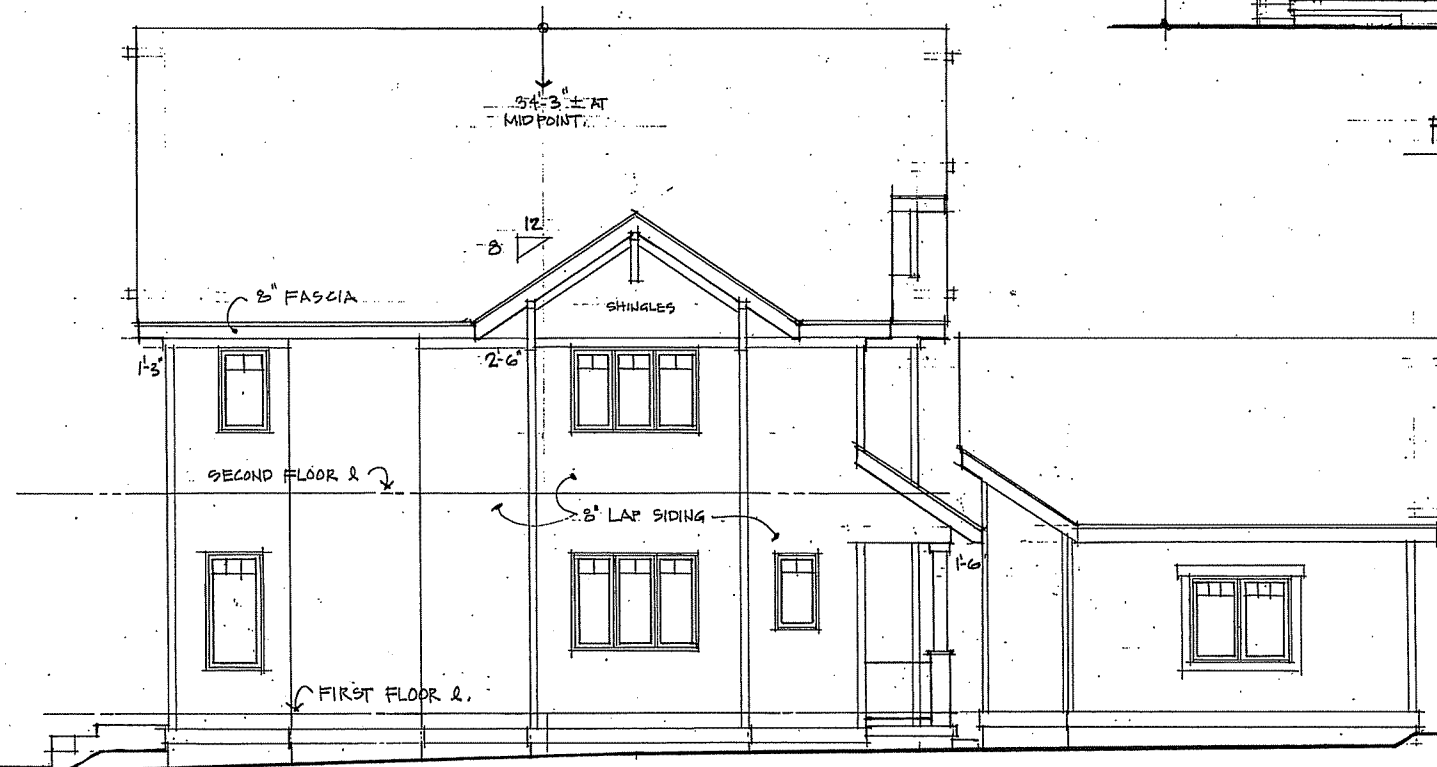 34'-3" ± AT
MIDPOINT.
12
8
8" FASCIA
SHINGLES
1'-3"
2'-6"
SECOND FLOOR ℓ
8" LAP SIDING
1'-6
FIRST FLOOR ℓ.